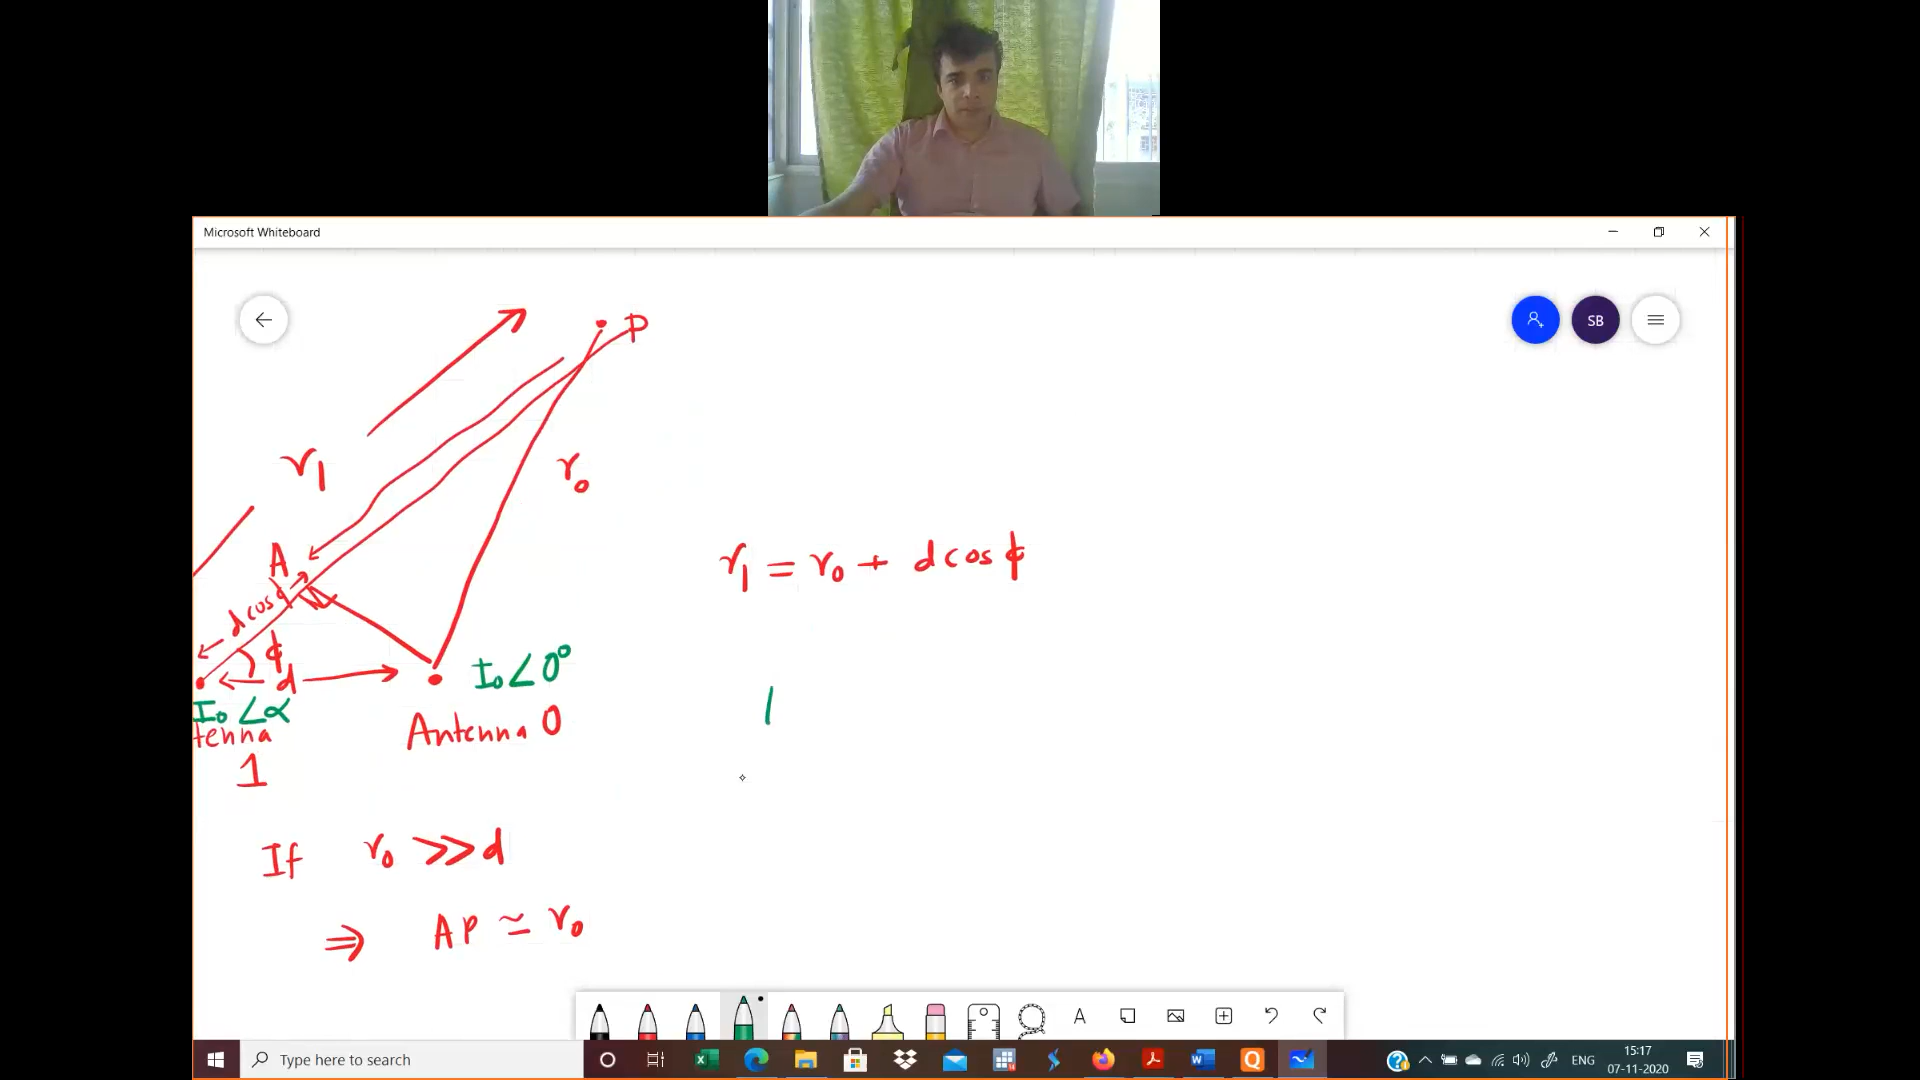 Microsoft Whiteboard
P
SB
r₁
r₀
A
r₁ = r₀ + d cos ϕ
d cos ϕ
ϕ
d
I₀∠0°
I₀∠α
tenna
Antenna 0
1
If r₀ >> d
⇒ AP ≃ r₀
A
Type here to search
ENG
15:17
07-11-2020